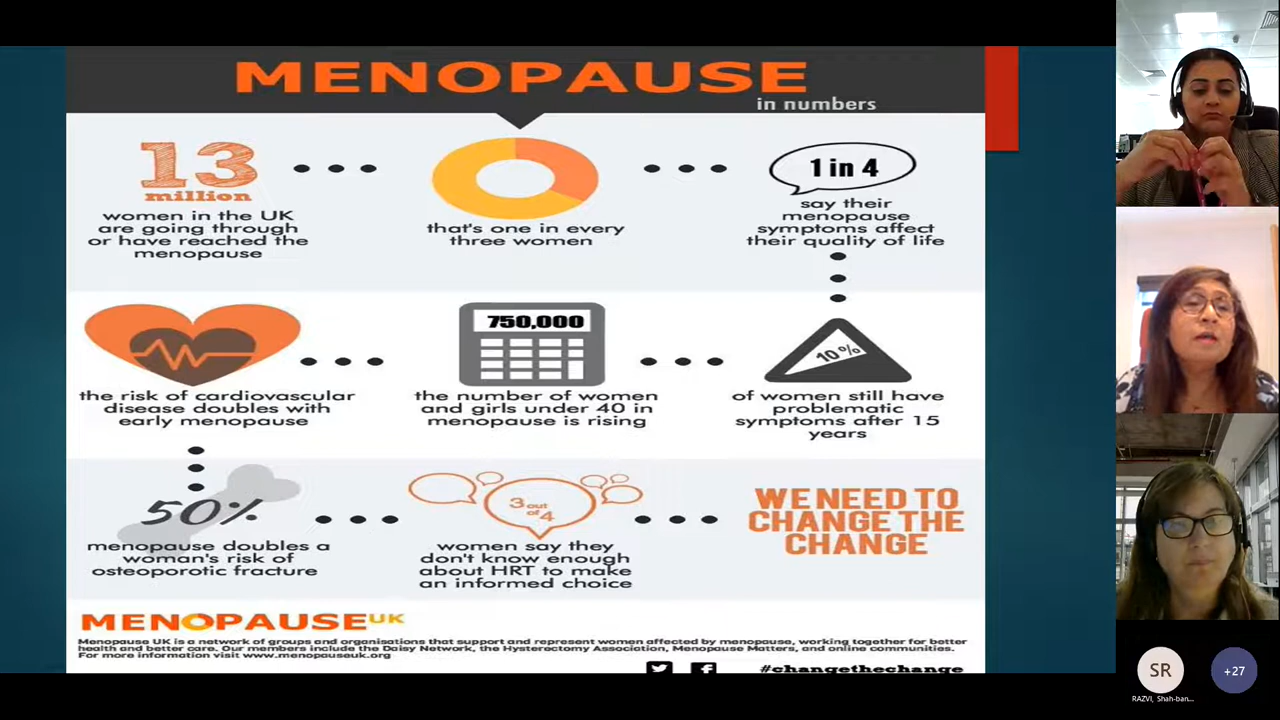 MENOPAUSE
in numbers
13
million
women in the UK
are going through
or have reached the
menopause
that's one in every
three women
1 in 4
say their
menopause
symptoms affect
their quality of life
the risk of cardiovascular
disease doubles with
early menopause
750,000
the number of women
and girls under 40 in
menopause is rising
10%
of women still have
problematic
symptoms after 15
years
50%
menopause doubles a
woman's risk of
osteoporotic fracture
3 out
of 4
women say they
don't know enough
about HRT to make
an informed choice
WE NEED TO
CHANGE THE
CHANGE
MENOPAUSE UK
Menopause UK is a network of groups and organisations that support and represent women affected by menopause, working together for better
health and better care. Our members include the Daisy Network, the Hysterectomy Association, Menopause Matters, and online communities.
For more information visit www.menopauseuk.org
#changethechange
SR
RAZVI, Shah-ban...
+27